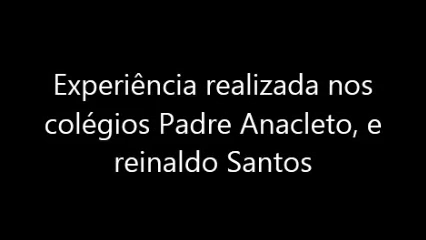 Experiência realizada nos
colégios Padre Anacleto, e
reinaldo Santos